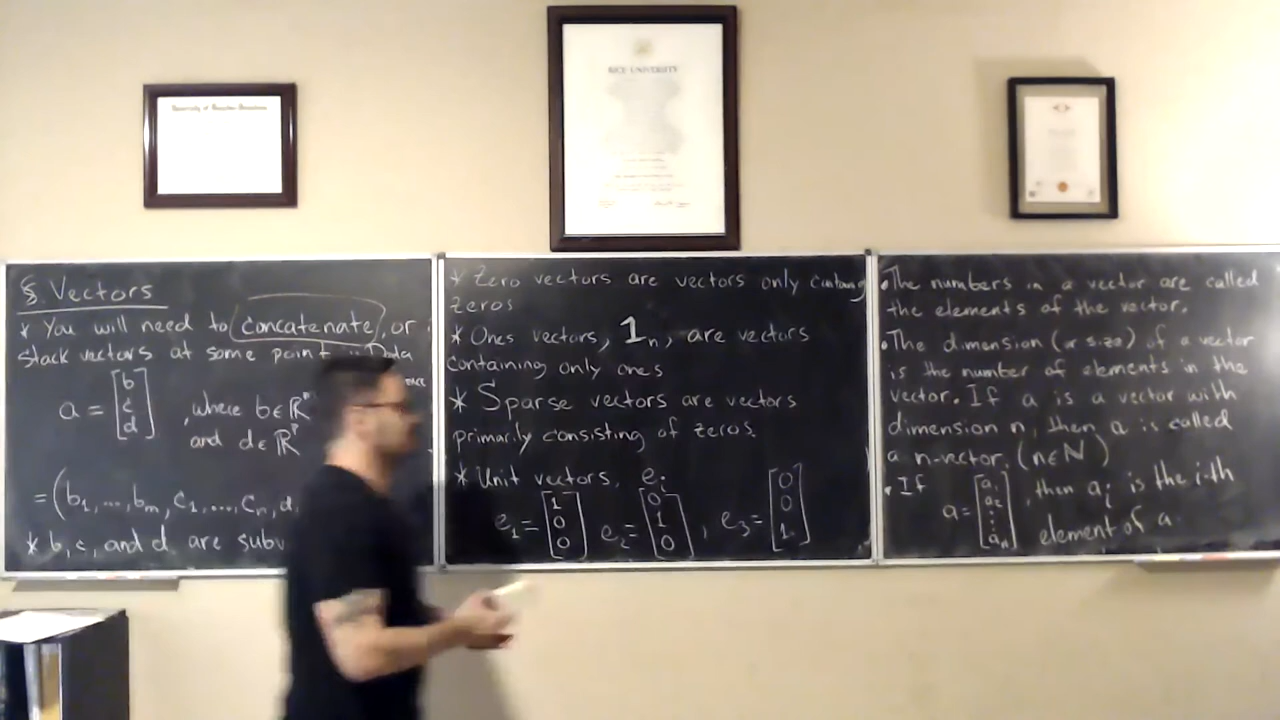 RICE UNIVERSITY
§ Vectors
* You will need to concatenate, or
stack vectors at some point. Data
a = [b c d], where b∈ℝ
and d∈ℝᵖ
= (b₁, ..., bₘ, c₁, ..., cₙ, d
* b, c, and d are subv
* Zero vectors are vectors only
zeros
* Ones vectors, 1ₙ, are vectors
containing only ones
* Sparse vectors are vectors
primarily consisting of zeros.
* Unit vectors, eᵢ
e₁ = [1 0 0] e₂ = [0 1 0], e₃ = [0 0 1]
• The numbers in a vector are called
the elements of the vector.
• The dimension (or size) of a vector
is the number of elements in the
vector. If a is a vector with
dimension n, then a is called
a n-vector. (n∈ℕ)
• If a = [a₁ a₂ ⋮ aₙ], then aᵢ is the i-th
element of a.